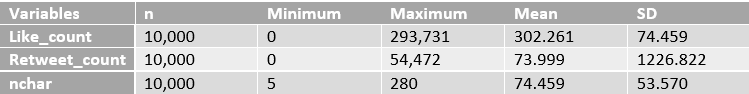 Variables n Minimum Maximum Mean SD
Like_count 10,000 0 293,731 302.261 74.459
Retweet_count 10,000 0 54,472 73.999 1226.822
nchar 10,000 5 280 74.459 53.570